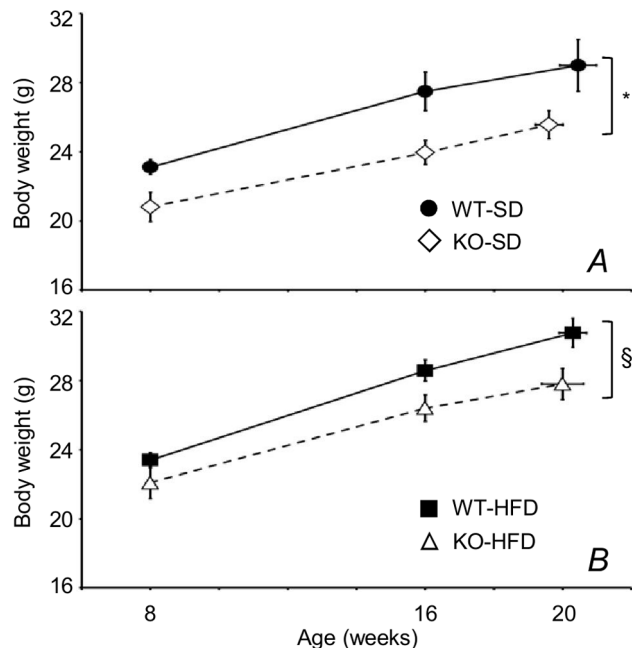 32
28
24
20
16
Body weight (g)
*
WT-SD
KO-SD
A
32
28
24
20
16
Body weight (g)
§
WT-HFD
KO-HFD
B
8
16
20
Age (weeks)